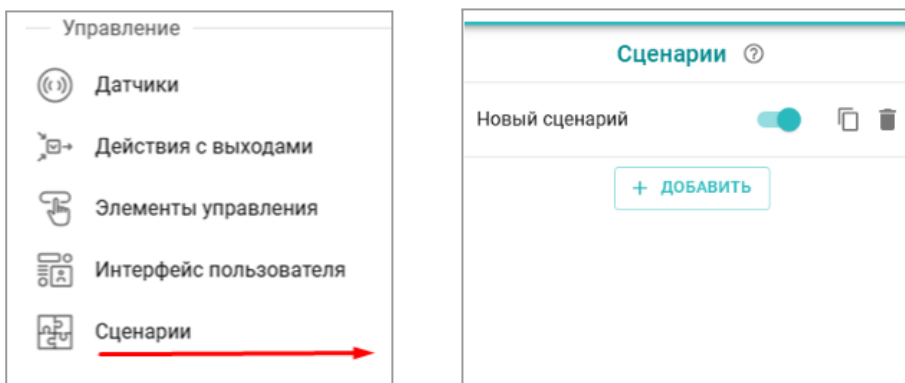 Управление
Датчики
Действия с выходами
Элементы управления
Интерфейс пользователя
Сценарии
Сценарии ?
Новый сценарий
+ ДОБАВИТЬ